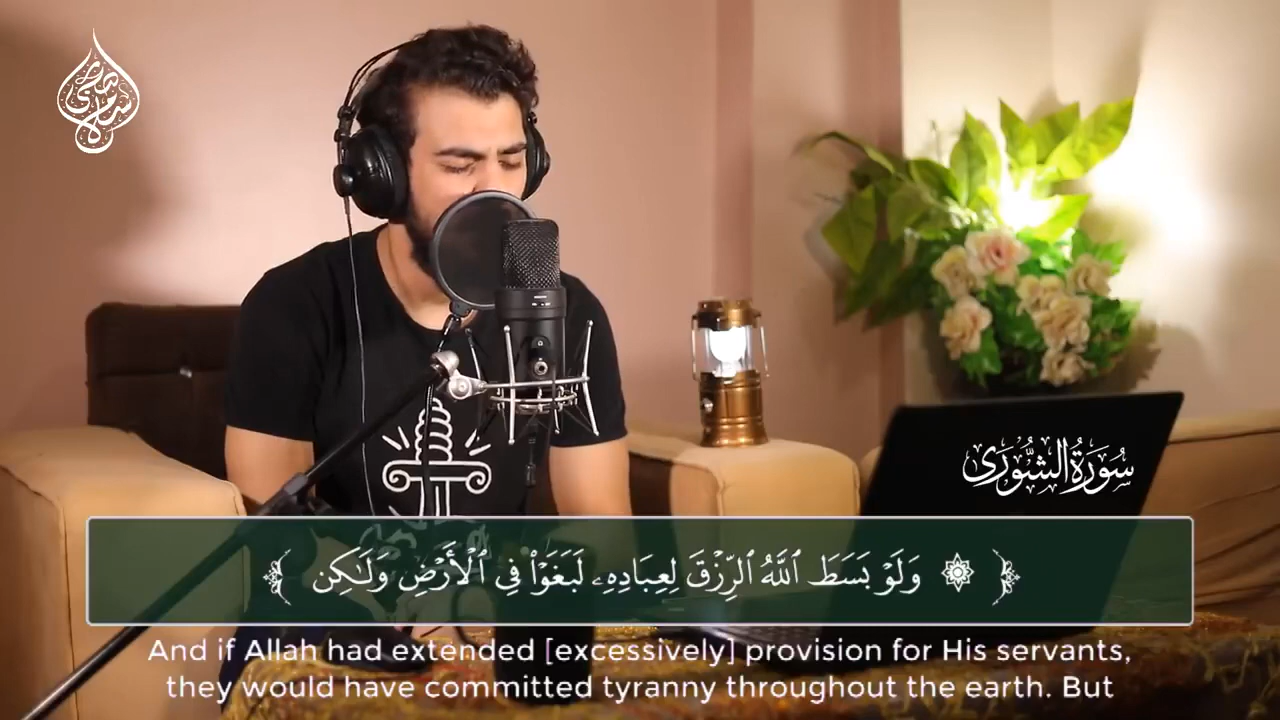 سُورَةُ الشُّورَى
۞ وَلَوْ بَسَطَ ٱللَّهُ ٱلرِّزْقَ لِعِبَادِهِۦ لَبَغَوْا۟ فِى ٱلْأَرْضِ وَلَـٰكِن
And if Allah had extended [excessively] provision for His servants,
they would have committed tyranny throughout the earth. But